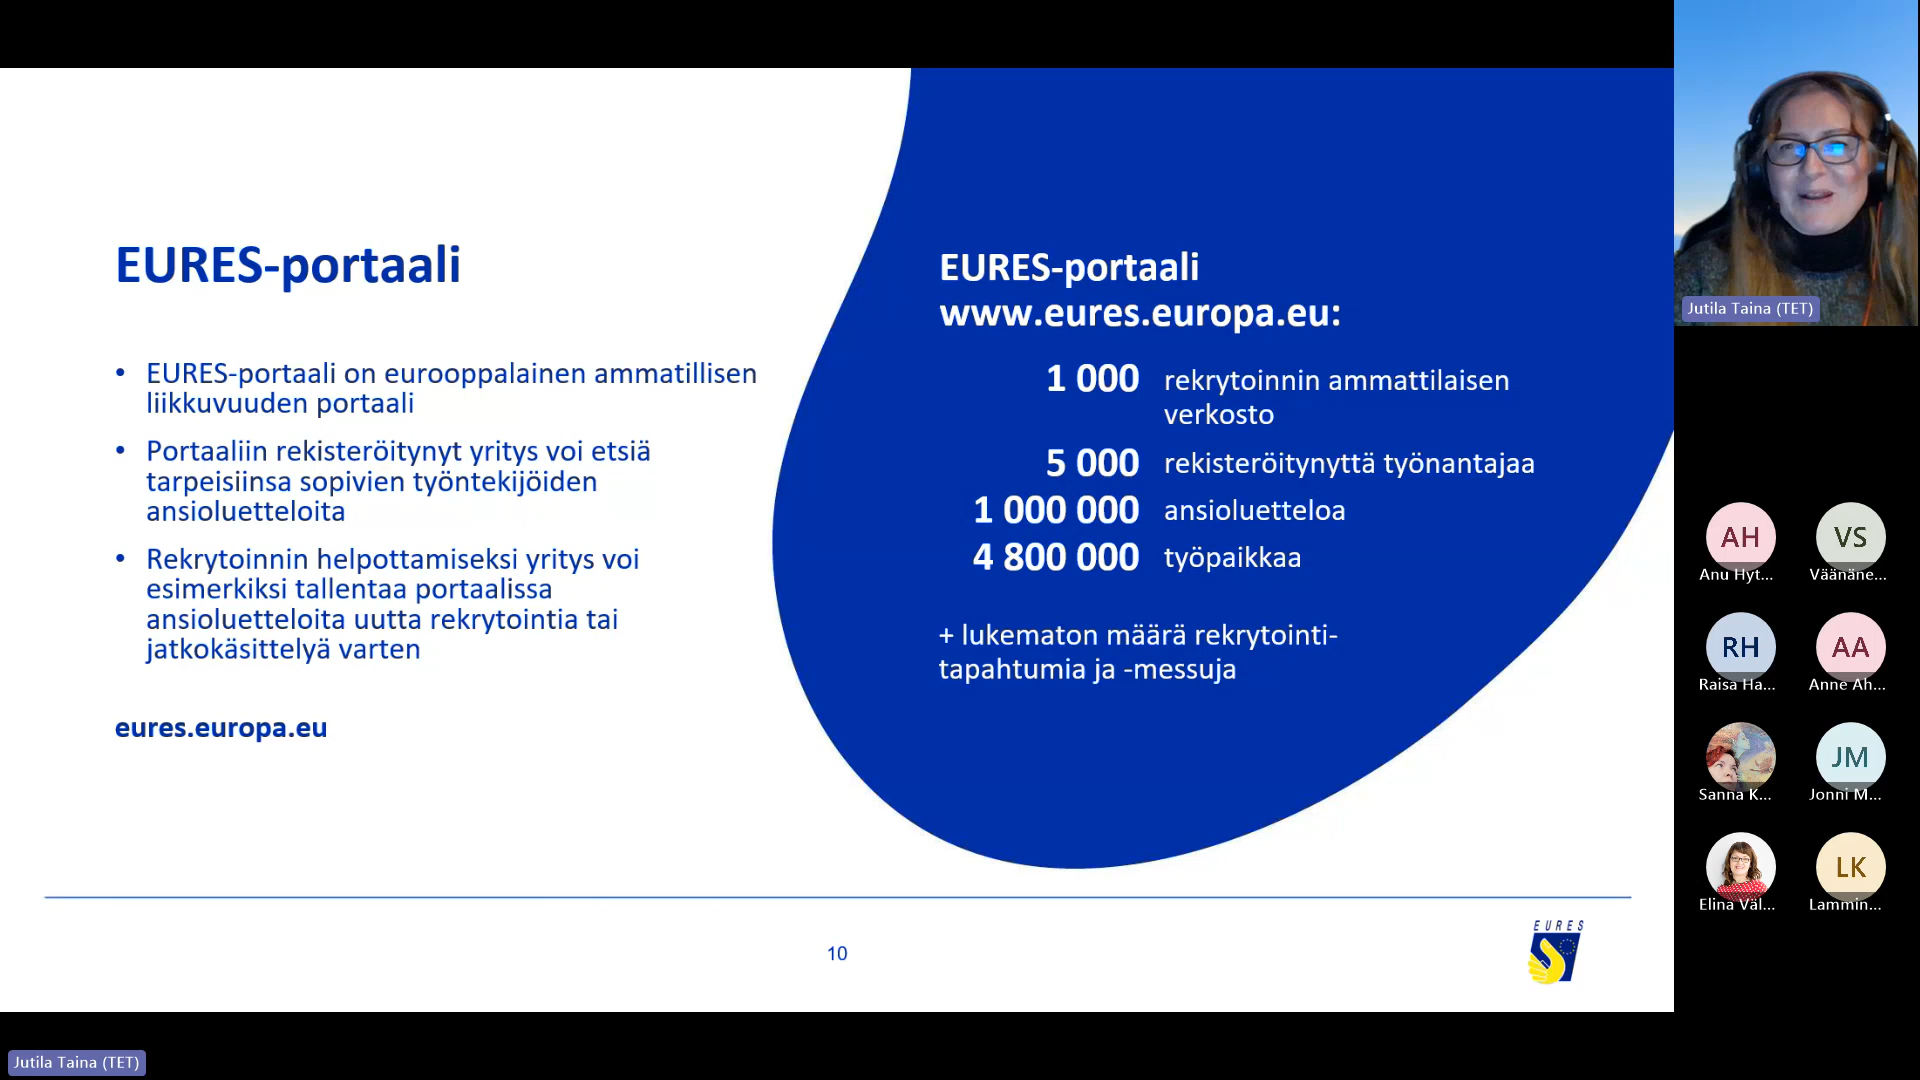 EURES-portaali
• EURES-portaali on eurooppalainen ammatillisen
liikkuvuuden portaali
• Portaaliin rekisteröitynyt yritys voi etsiä
tarpeisiinsa sopivien työntekijöiden
ansioluetteloita
• Rekrytoinnin helpottamiseksi yritys voi
esimerkiksi tallentaa portaalissa
ansioluetteloita uutta rekrytointia tai
jatkokäsittelyä varten
eures.europa.eu
EURES-portaali
www.eures.europa.eu:
1 000 rekrytoinnin ammattilaisen
verkosto
5 000 rekisteröitynyttä työnantajaa
1 000 000 ansioluetteloa
4 800 000 työpaikkaa
+ lukematon määrä rekrytointi-
tapahtumia ja -messuja
10
EURES
Jutila Taina (TET)
AH
Anu Hyt...
VS
Väänäne...
RH
Raisa Ha...
AA
Anne Ah...
Sanna K...
JM
Jonni M...
Elina Väl...
LK
Lammin...
Jutila Taina (TET)